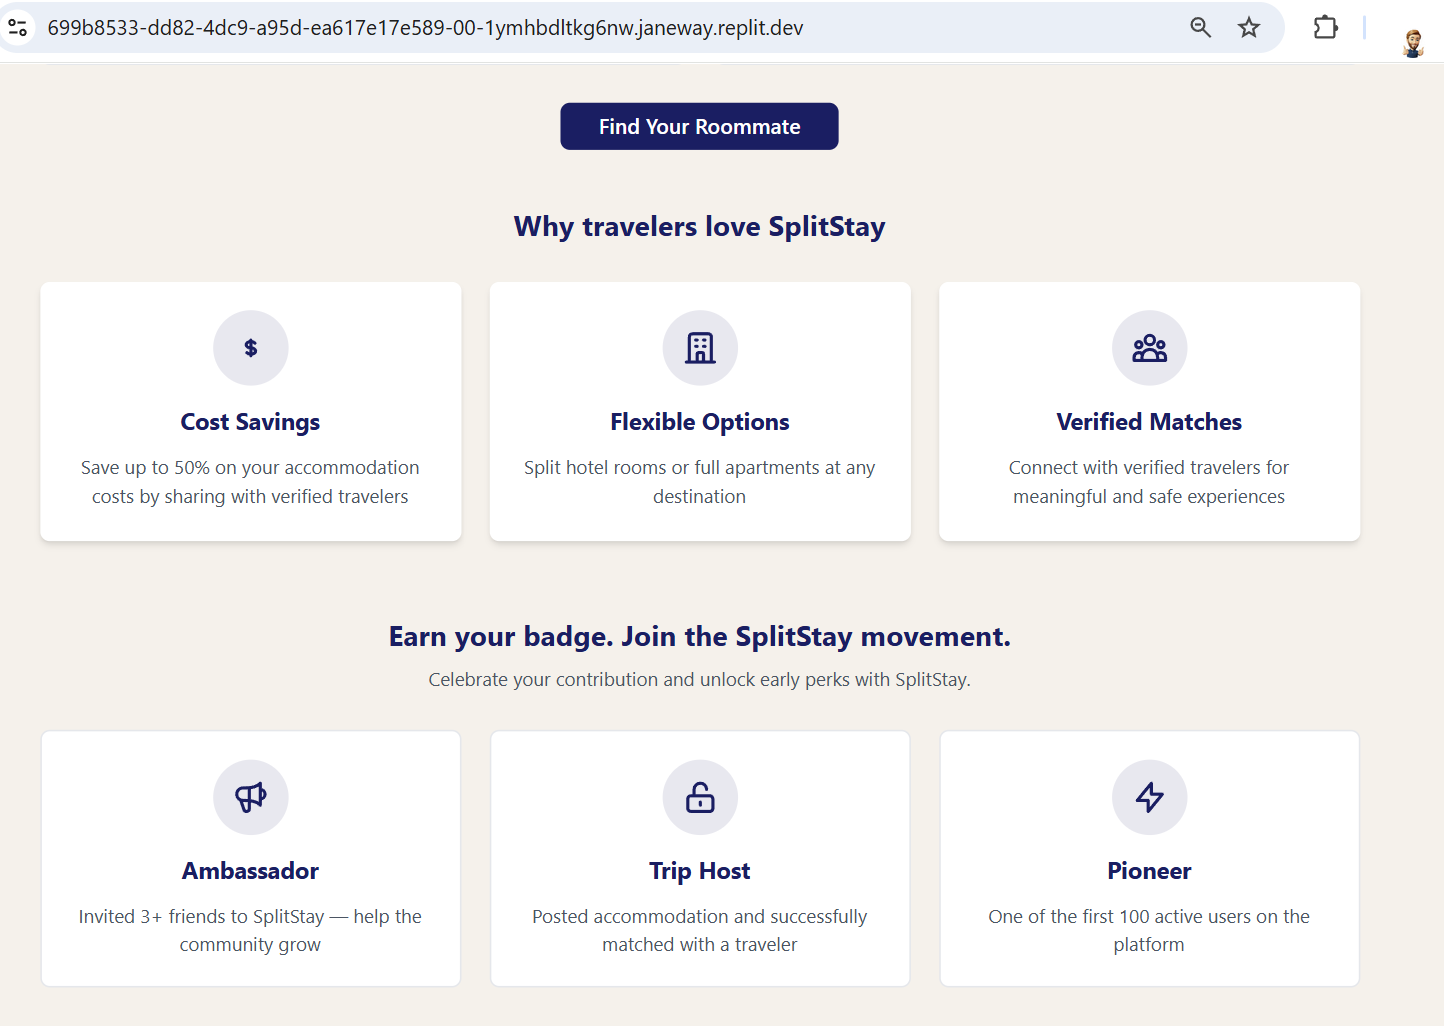 699b8533-dd82-4dc9-a95d-ea617e17e589-00-1ymhbdltkg6nw.janeway.replit.dev
Find Your Roommate
Why travelers love SplitStay
$
Cost Savings
Save up to 50% on your accommodation
costs by sharing with verified travelers
Flexible Options
Split hotel rooms or full apartments at any
destination
Verified Matches
Connect with verified travelers for
meaningful and safe experiences
Earn your badge. Join the SplitStay movement.
Celebrate your contribution and unlock early perks with SplitStay.
Ambassador
Invited 3+ friends to SplitStay — help the
community grow
Trip Host
Posted accommodation and successfully
matched with a traveler
Pioneer
One of the first 100 active users on the
platform